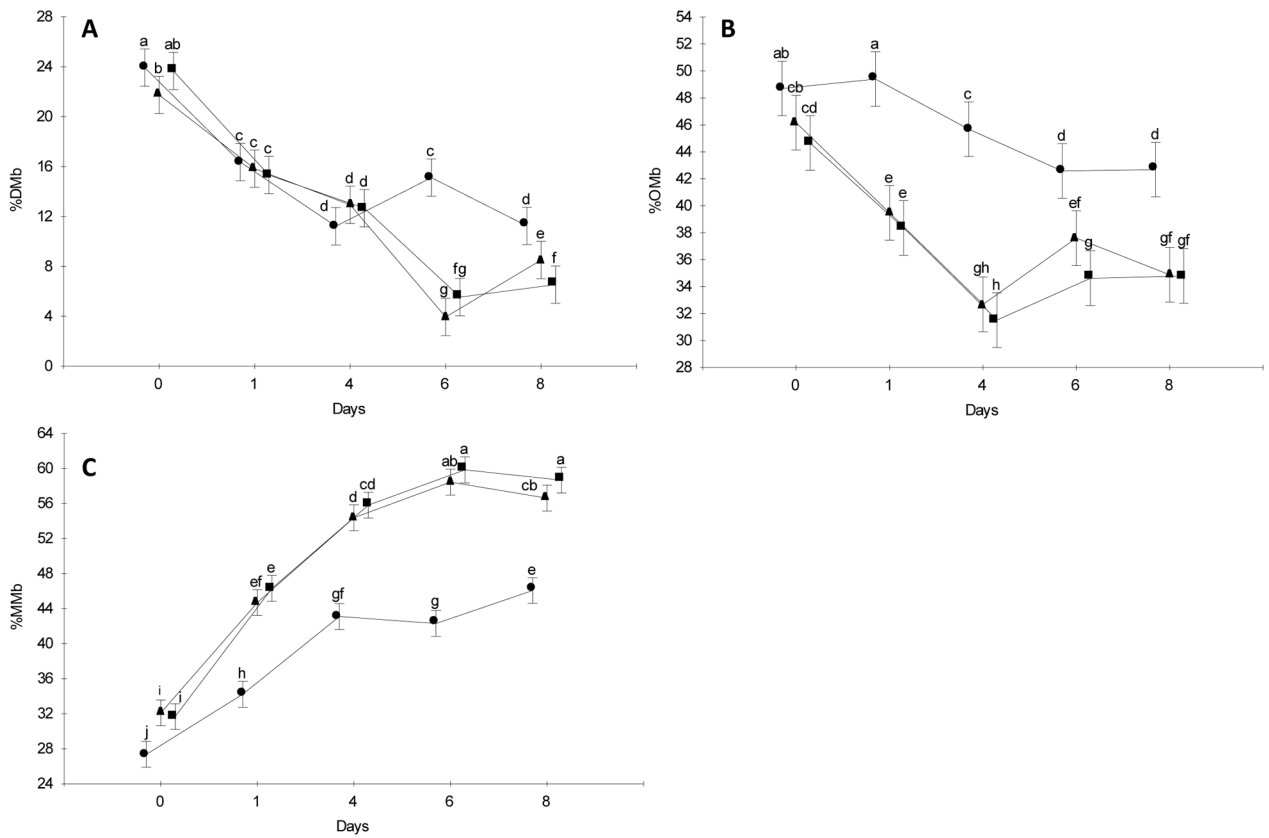 A
%DMb
28
24
20
16
12
8
4
0
a
ab
b
c
c
c
d
d
d
c
g
fg
d
e
f
0
1
4
6
8
Days
B
%OMb
54
52
50
48
46
44
42
40
38
36
34
32
30
28
ab
cb
cd
a
e
e
c
gh
h
d
ef
g
d
gf
gf
0
1
4
6
8
Days
C
%MMb
64
60
56
52
48
44
40
36
32
28
24
j
i
i
h
ef
e
gf
d
cd
g
ab
a
e
cb
a
0
1
4
6
8
Days